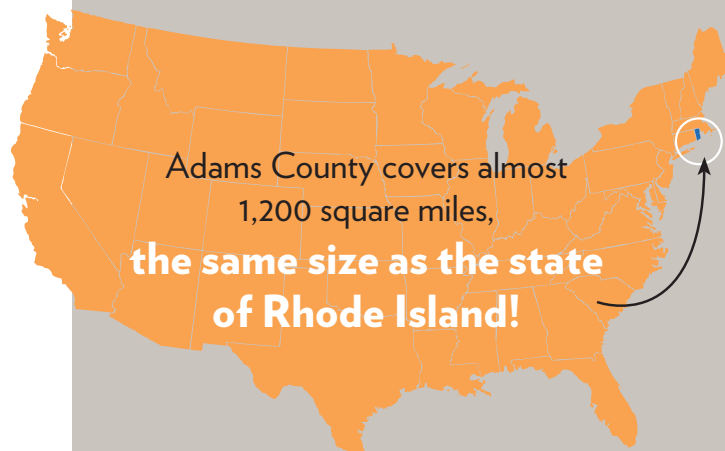 Adams County covers almost
1,200 square miles,
the same size as the state
of Rhode Island!